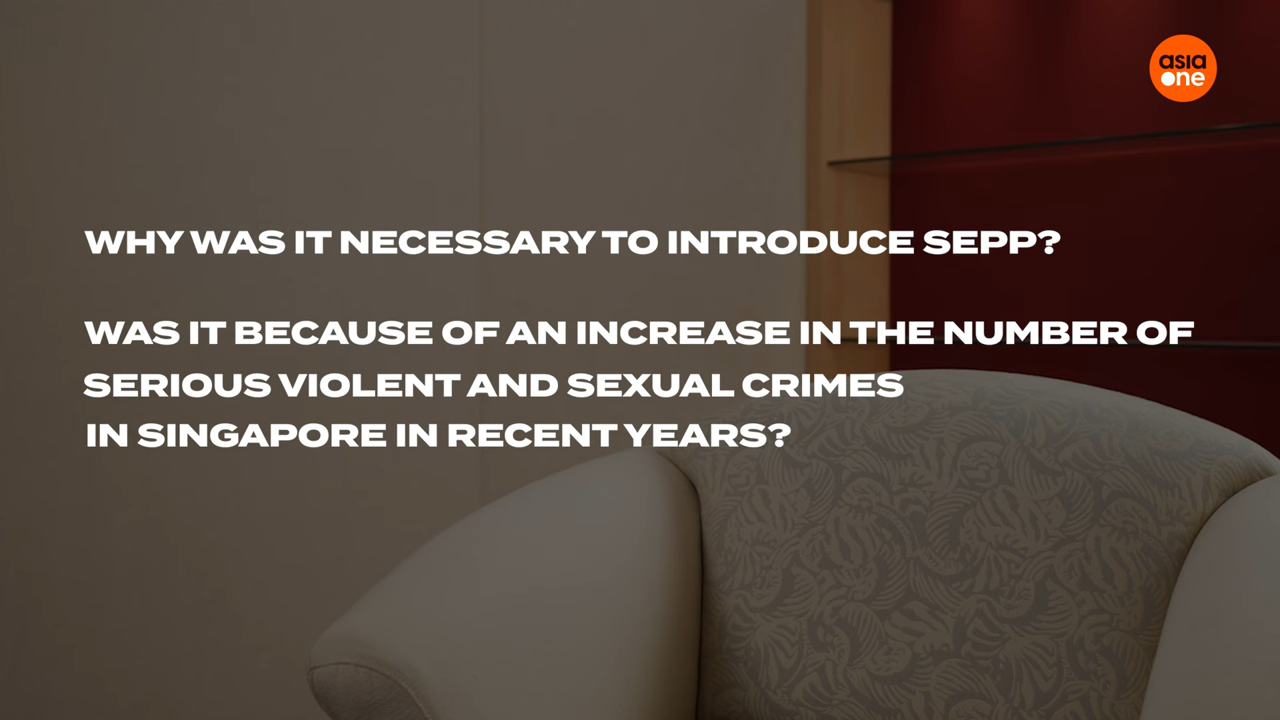 asia
one
WHY WAS IT NECESSARY TO INTRODUCE SEPP?
WAS IT BECAUSE OF AN INCREASE IN THE NUMBER OF
SERIOUS VIOLENT AND SEXUAL CRIMES
IN SINGAPORE IN RECENT YEARS?